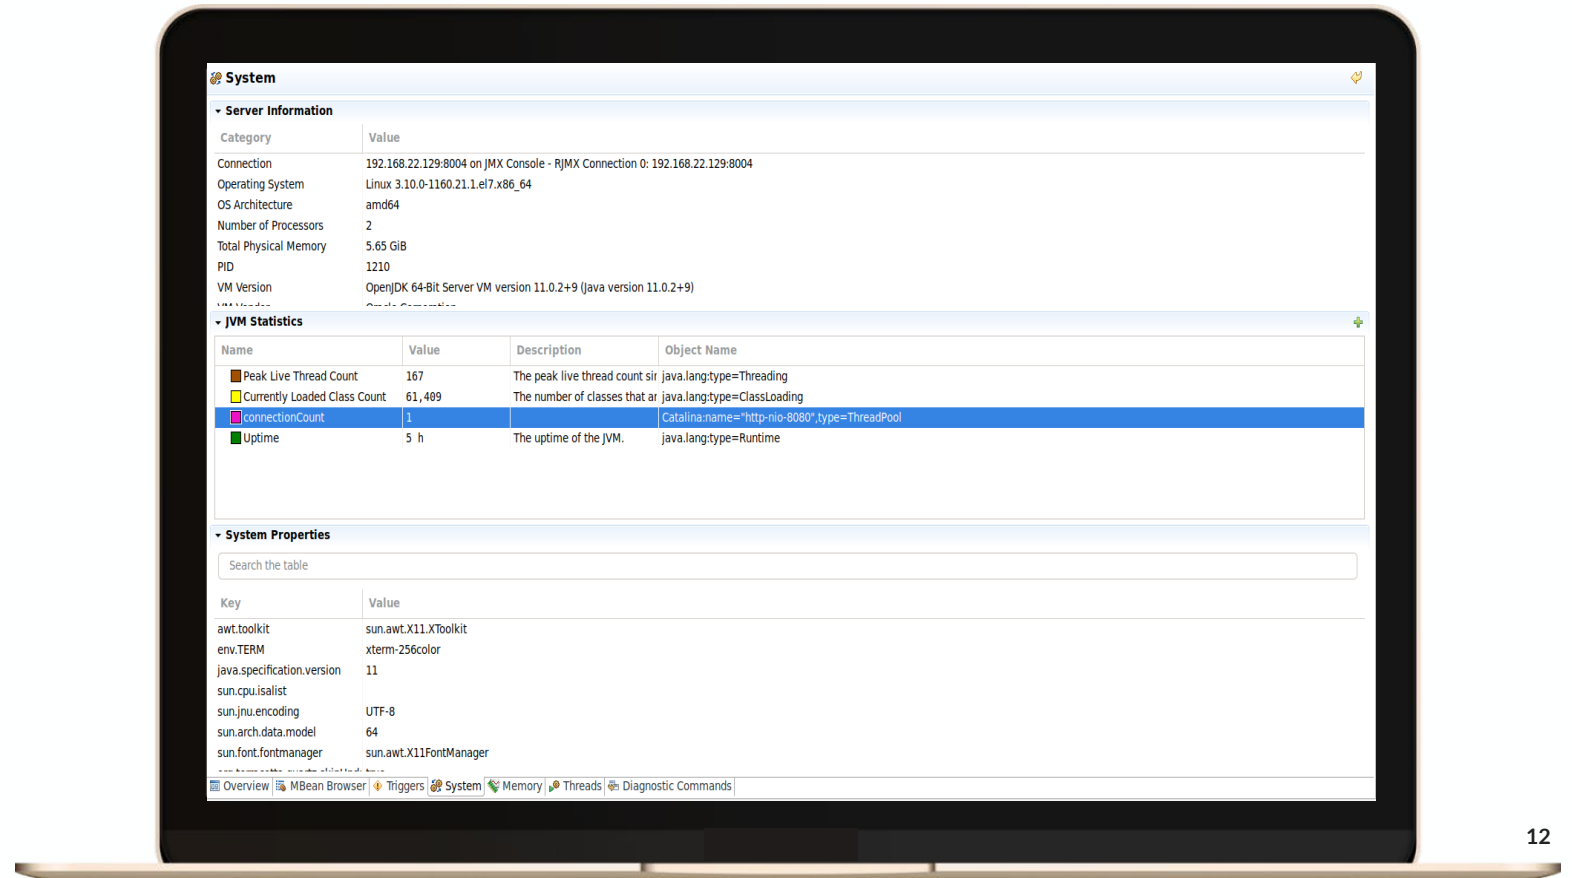 System
Server Information
Category Value
Connection 192.168.22.129:8004 on JMX Console - RJMX Connection 0: 192.168.22.129:8004
Operating System Linux 3.10.0-1160.21.1.el7.x86_64
OS Architecture amd64
Number of Processors 2
Total Physical Memory 5.65 GiB
PID 1210
VM Version OpenJDK 64-Bit Server VM version 11.0.2+9 (Java version 11.0.2+9)
JVM Statistics
Name Value Description Object Name
Peak Live Thread Count 167 The peak live thread count sir java.lang:type=Threading
Currently Loaded Class Count 61,409 The number of classes that ar java.lang:type=ClassLoading
connectionCount 1 Catalina:name="http-nio-8080",type=ThreadPool
Uptime 5 h The uptime of the JVM. java.lang:type=Runtime
System Properties
Search the table
Key Value
awt.toolkit sun.awt.X11.XToolkit
env.TERM xterm-256color
java.specification.version 11
sun.cpu.isalist
sun.jnu.encoding UTF-8
sun.arch.data.model 64
sun.font.fontmanager sun.awt.X11FontManager
Overview MBean Browser Triggers System Memory Threads Diagnostic Commands
12